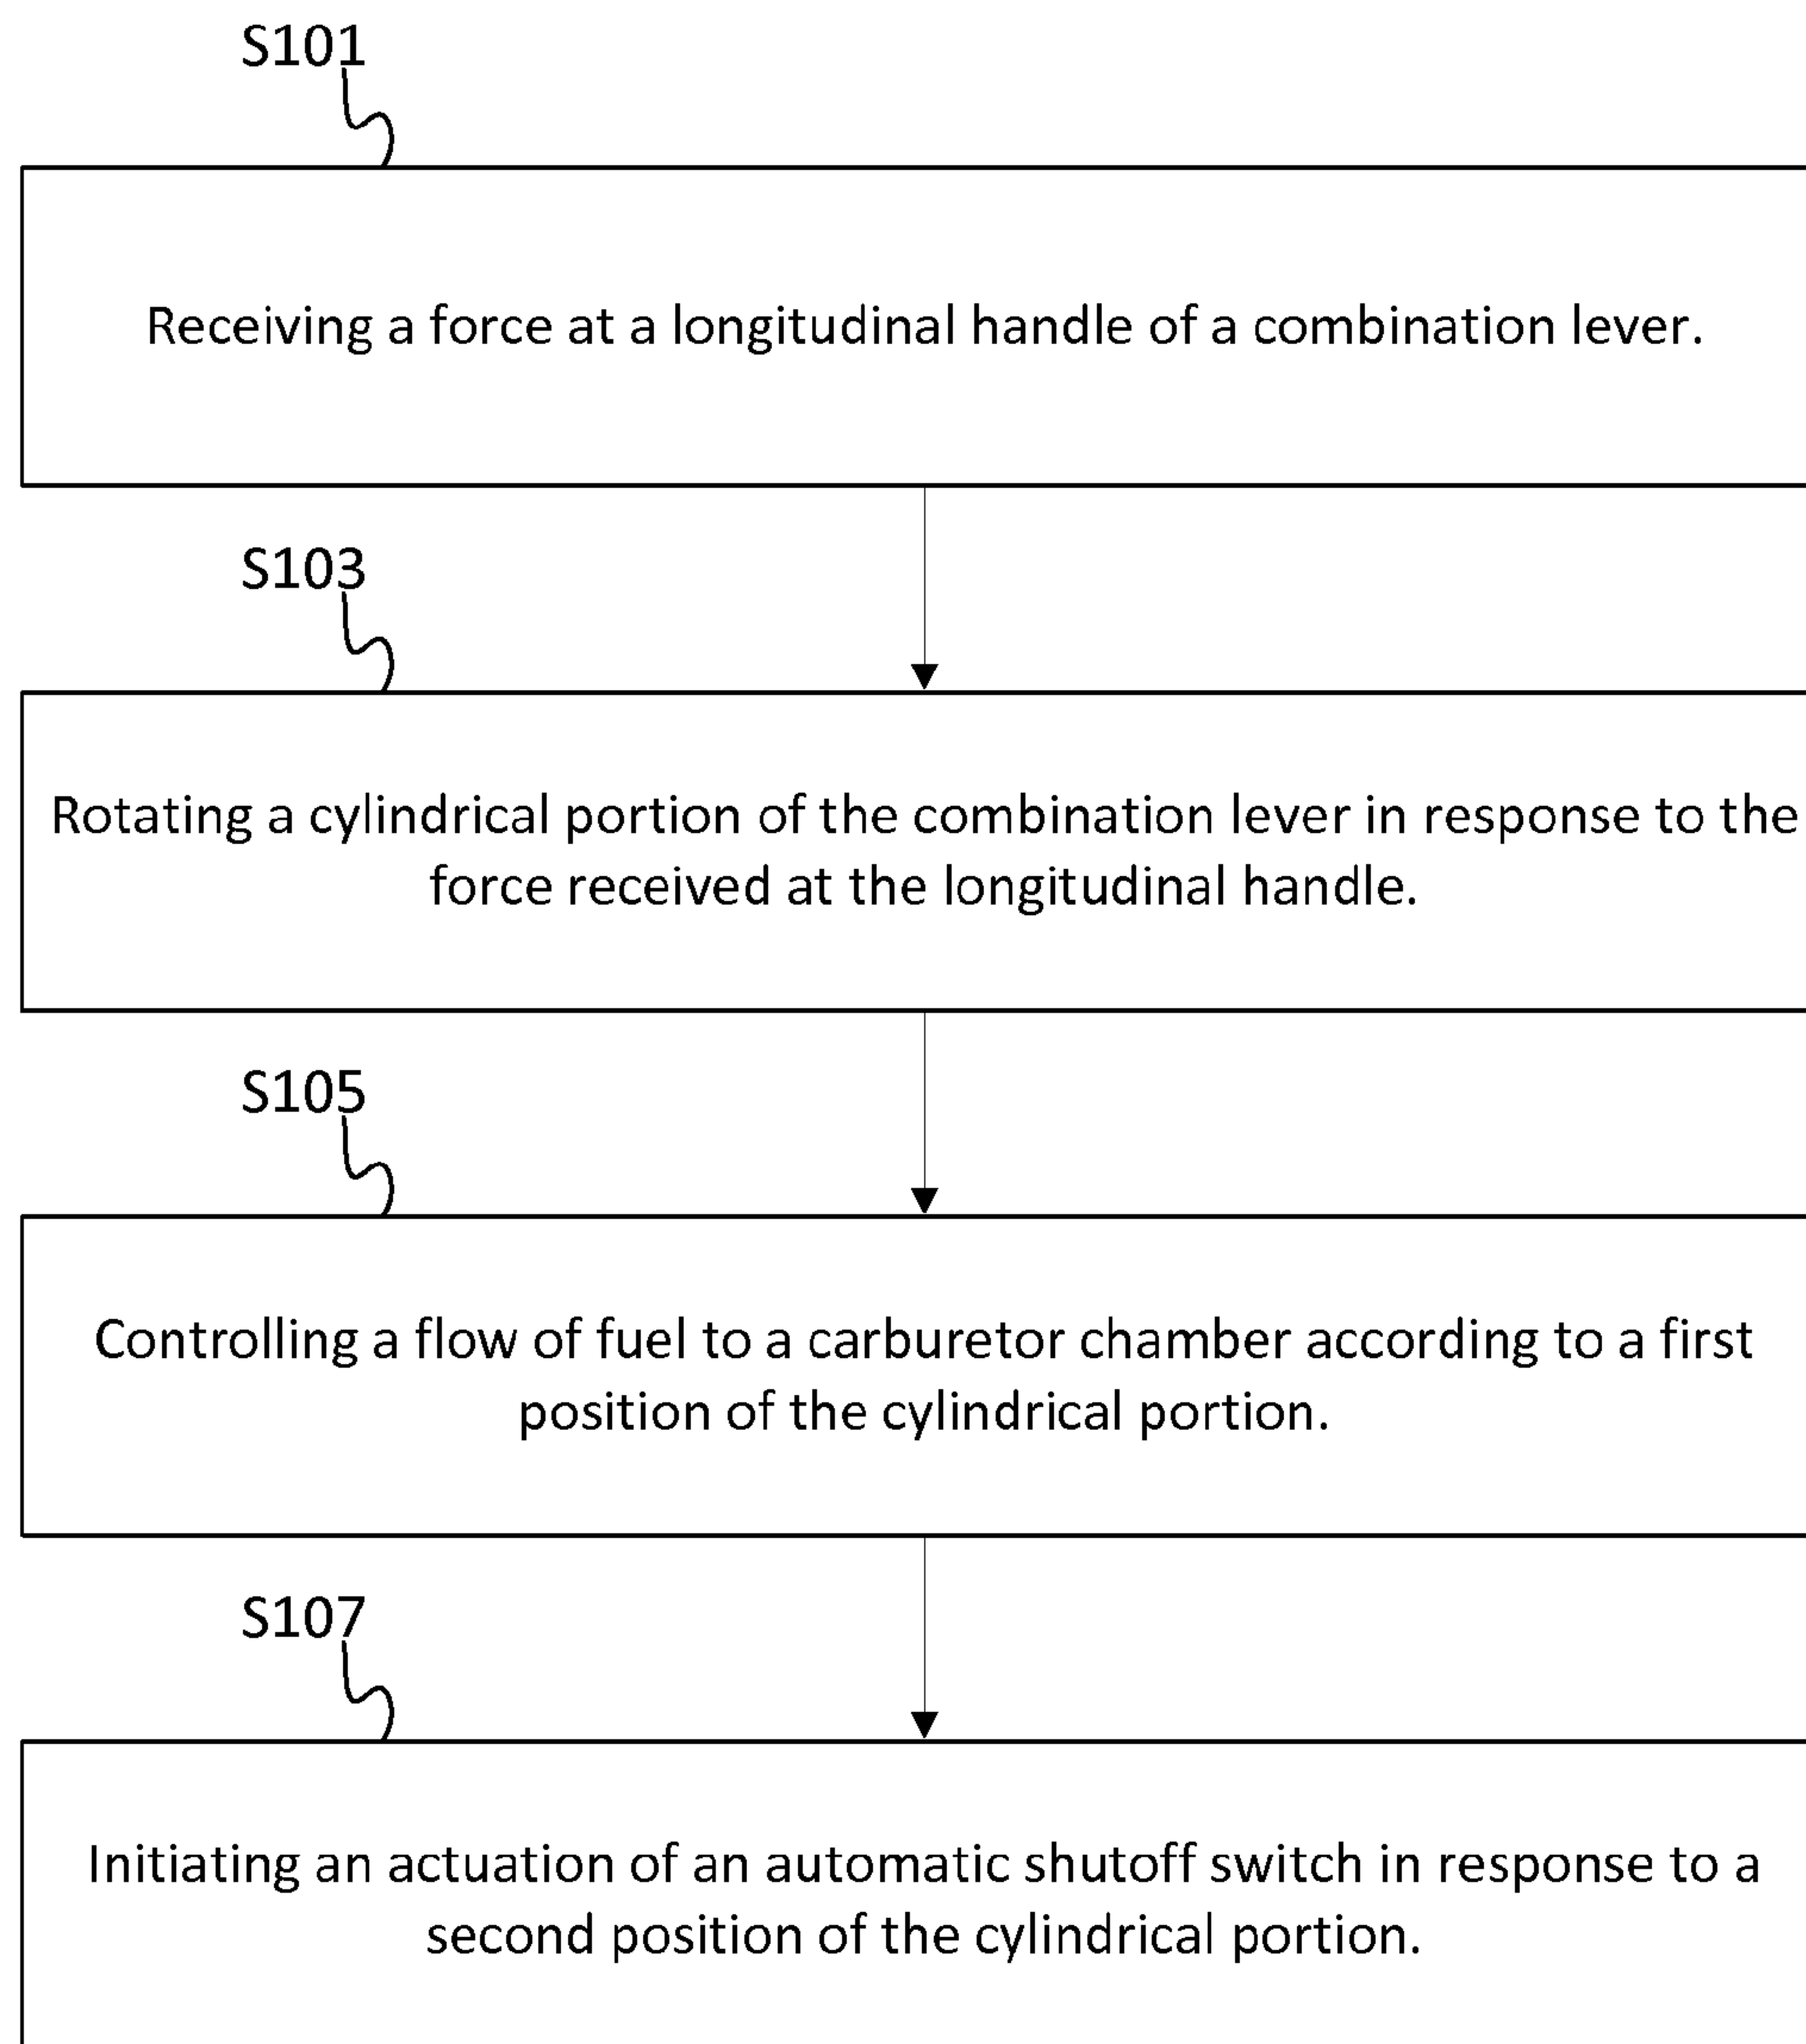 S101
Receiving a force at a longitudinal handle of a combination lever.
S103
Rotating a cylindrical portion of the combination lever in response to the
force received at the longitudinal handle.
S105
Controlling a flow of fuel to a carburetor chamber according to a first
position of the cylindrical portion.
S107
Initiating an actuation of an automatic shutoff switch in response to a
second position of the cylindrical portion.